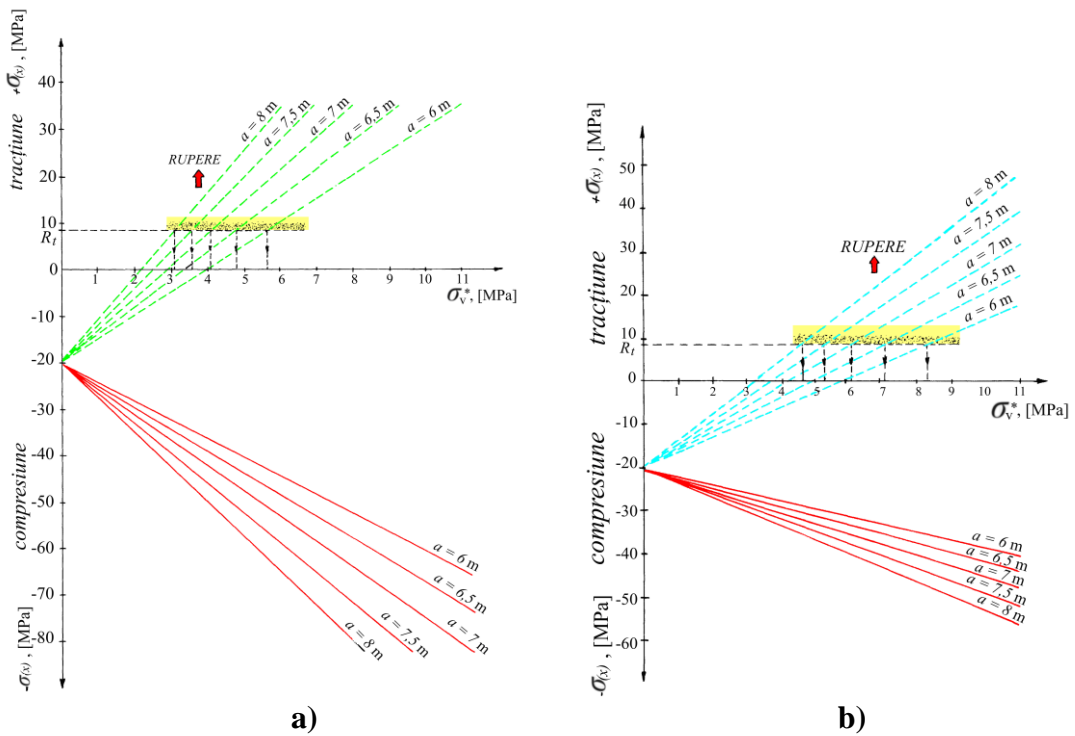 +σ(x) , [MPa]
tracțiune
40
30
20
10
Rt
0
-10
-20
-30
-40
-50
-60
-70
-80
compresiune
-σ(x) , [MPa]
1 2 3 4 5 6 7 8 9 10 11
σv*, [MPa]
RUPERE
a = 8 m
a = 7,5 m
a = 7 m
a = 6,5 m
a = 6 m
a = 6 m
a = 6,5 m
a = 7 m
a = 7,5 m
a = 8 m
a)
+σ(x) , [MPa]
tracțiune
50
40
30
20
10
Rt
0
-10
-20
-30
-40
-50
-60
compresiune
-σ(x) , [MPa]
1 2 3 4 5 6 7 8 9 10 11
σv*, [MPa]
RUPERE
a = 8 m
a = 7,5 m
a = 7 m
a = 6,5 m
a = 6 m
a = 6 m
a = 6,5 m
a = 7 m
a = 7,5 m
a = 8 m
b)